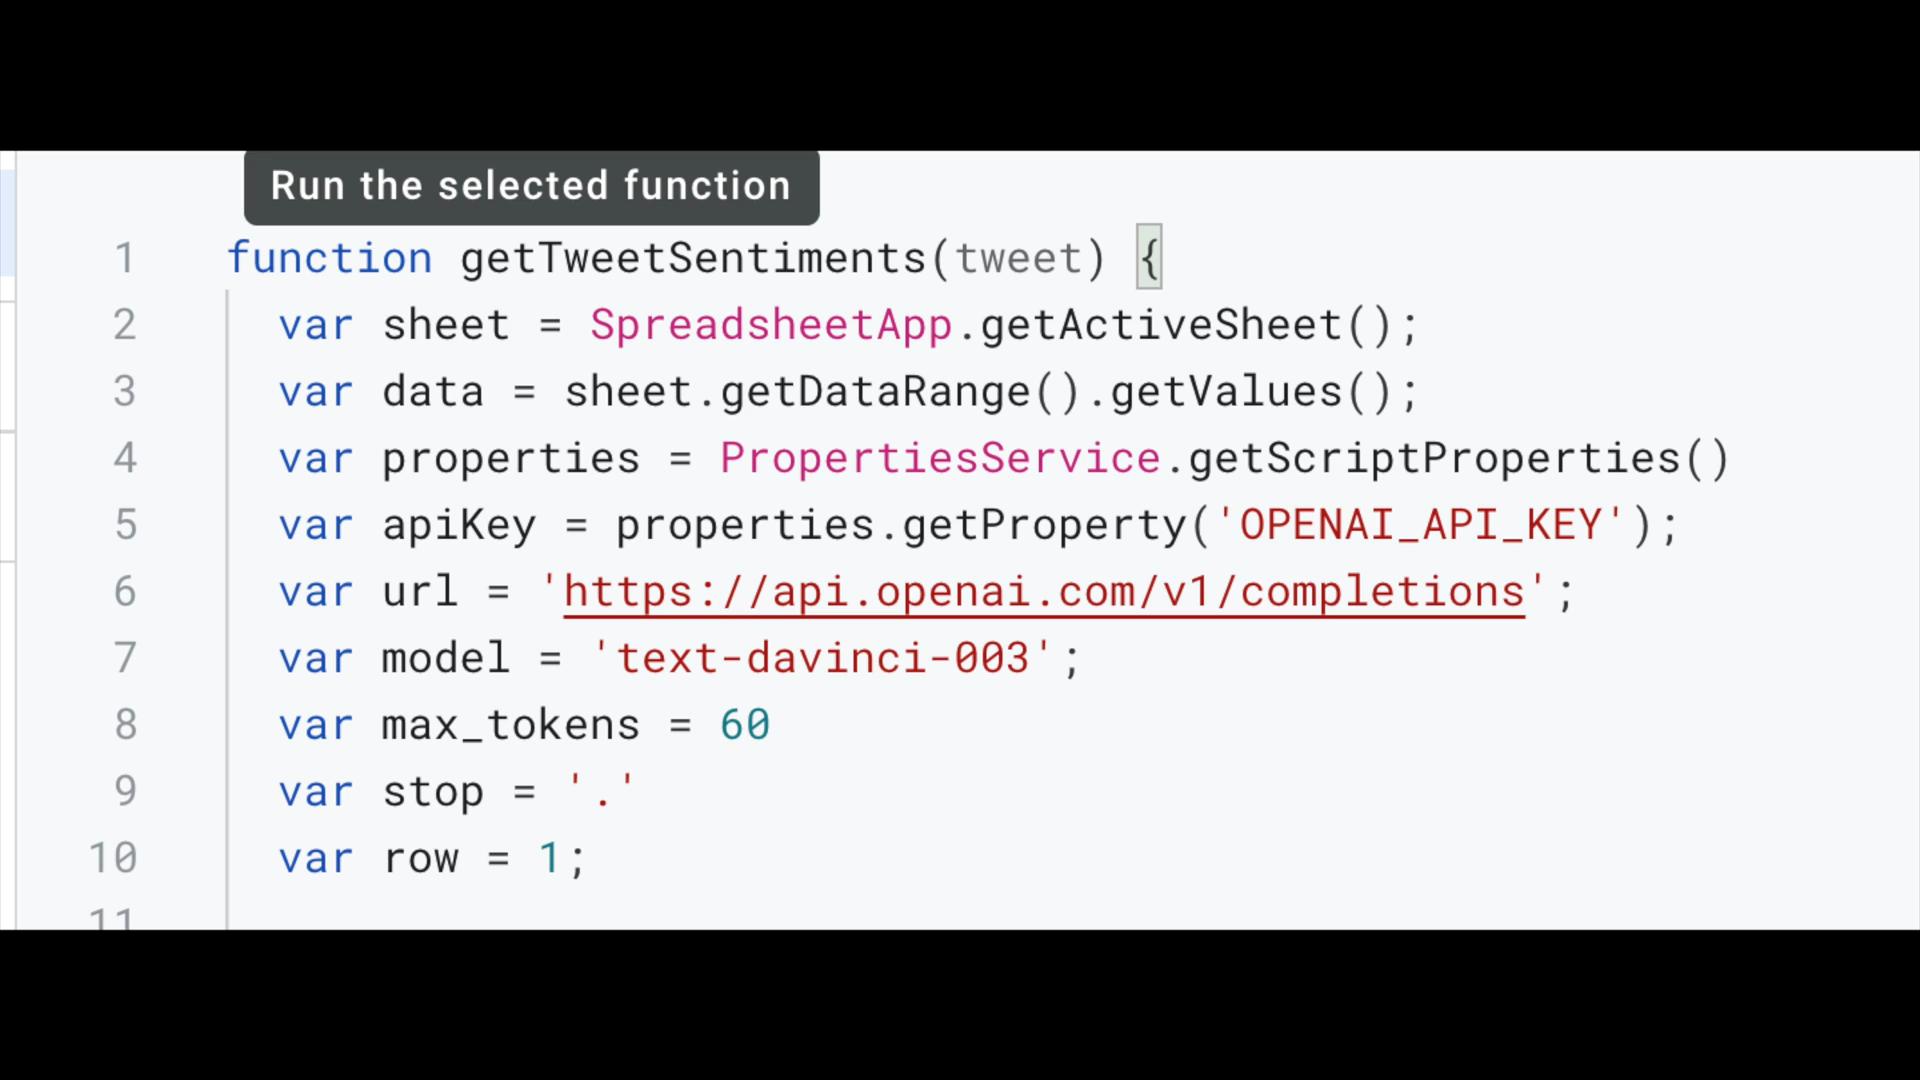 Run the selected function
1 function getTweetSentiments(tweet) {
2 var sheet = SpreadsheetApp.getActiveSheet();
3 var data = sheet.getDataRange().getValues();
4 var properties = PropertiesService.getScriptProperties()
5 var apiKey = properties.getProperty('OPENAI_API_KEY');
6 var url = 'https://api.openai.com/v1/completions';
7 var model = 'text-davinci-003';
8 var max_tokens = 60
9 var stop = '.'
10 var row = 1;
11